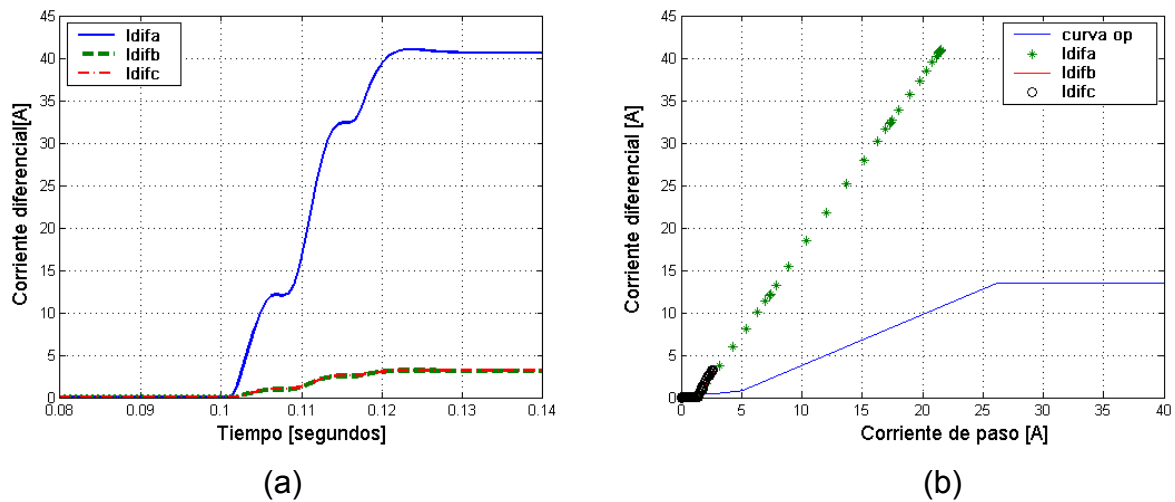 45
40
35
30
25
20
15
10
5
0
Corriente diferencial[A]
Idifa
Idifb
Idifc
0.08 0.09 0.1 0.11 0.12 0.13 0.14
Tiempo [segundos]
(a)
45
40
35
30
25
20
15
10
5
0
Corriente diferencial [A]
curva op
Idifa
Idifb
Idifc
0 5 10 15 20 25 30 35 40
Corriente de paso [A]
(b)